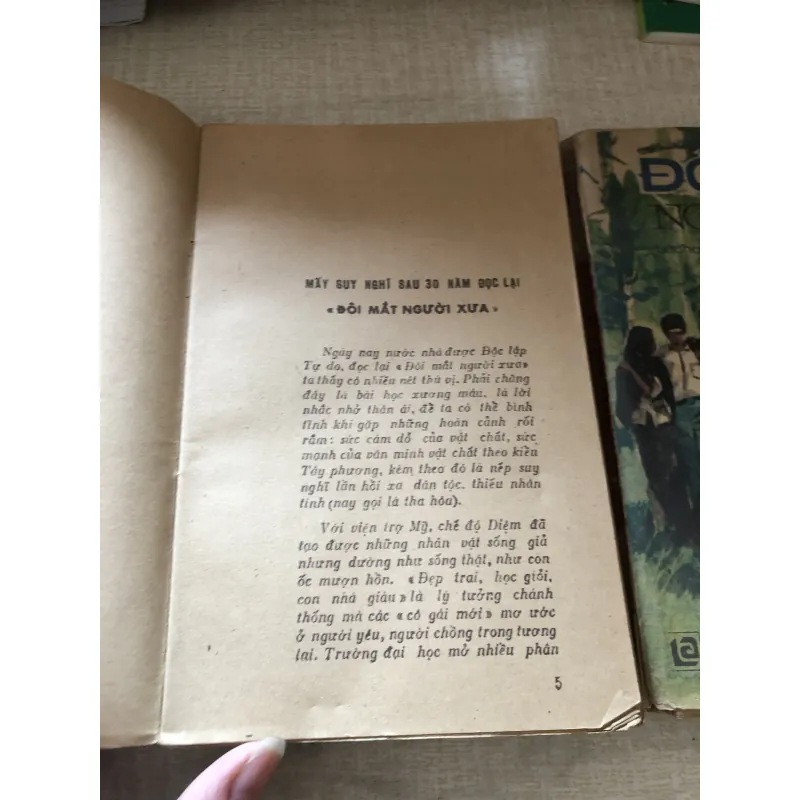 MẤY SUY NGHĨ SAU 30 NĂM ĐỌC LẠI
«ĐÔI MẮT NGƯỜI XƯA»
Ngày nay nước nhà được Độc lập
Tự do, đọc lại «Đôi mắt người xưa»
ta thấy có nhiều nét thú vị. Phải chăng
đây là bài học xương máu, là lời
nhắc nhở thân ái, để ta có thể bình
tĩnh khi gặp những hoàn cảnh rối
rắm: sức cám dỗ của vật chất, sức
mạnh của văn minh vật chất theo kiểu
Tây phương, kèm theo đó là nếp suy
nghĩ lần hồi xa dân tộc, thiếu nhân
tính (nay gọi là tha hóa).
Với viện trợ Mỹ, chế độ Diệm đã
tạo được những nhân vật sống giả
nhưng dường như sống thật, như con
ốc mượn hồn. «Đẹp trai, học giỏi,
con nhà giàu» là lý tưởng chánh
thống mà các «cô gái mới» mơ ước
ở người yêu, người chồng trong tương
lai. Trường đại học mở nhiều phân
5
ĐÔ